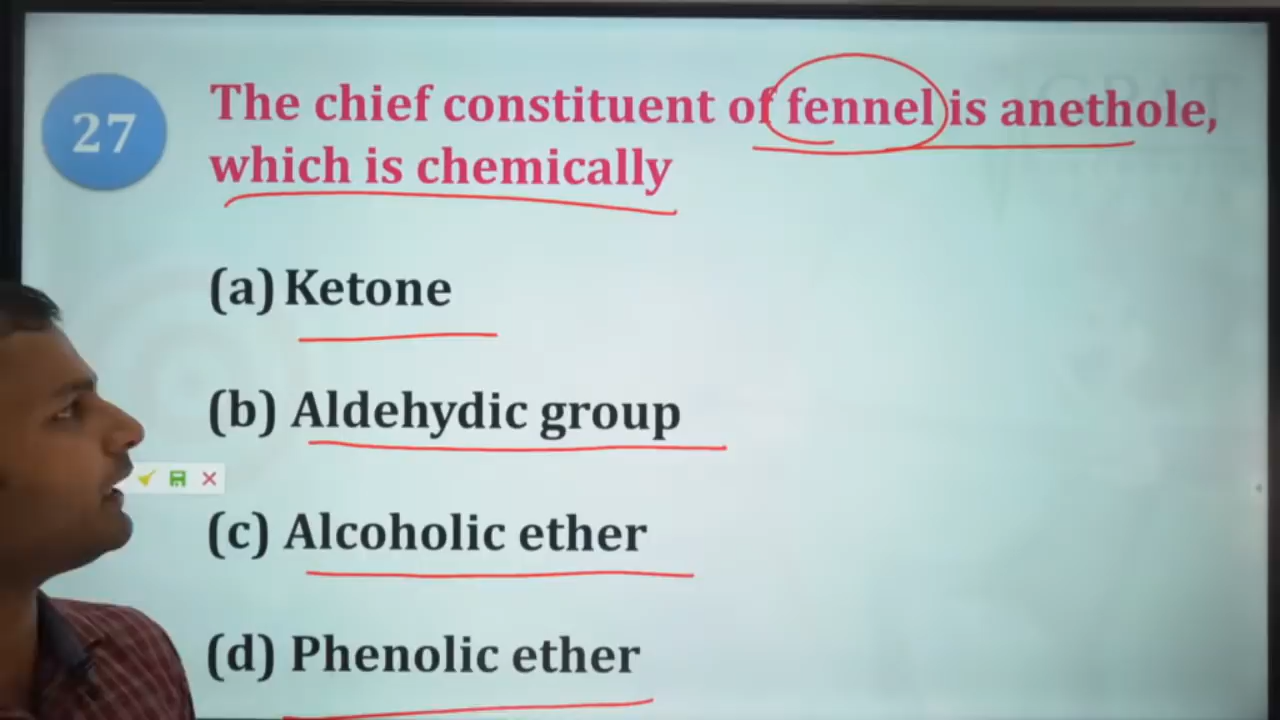 27
The chief constituent of fennel is anethole,
which is chemically
(a) Ketone
(b) Aldehydic group
(c) Alcoholic ether
(d) Phenolic ether